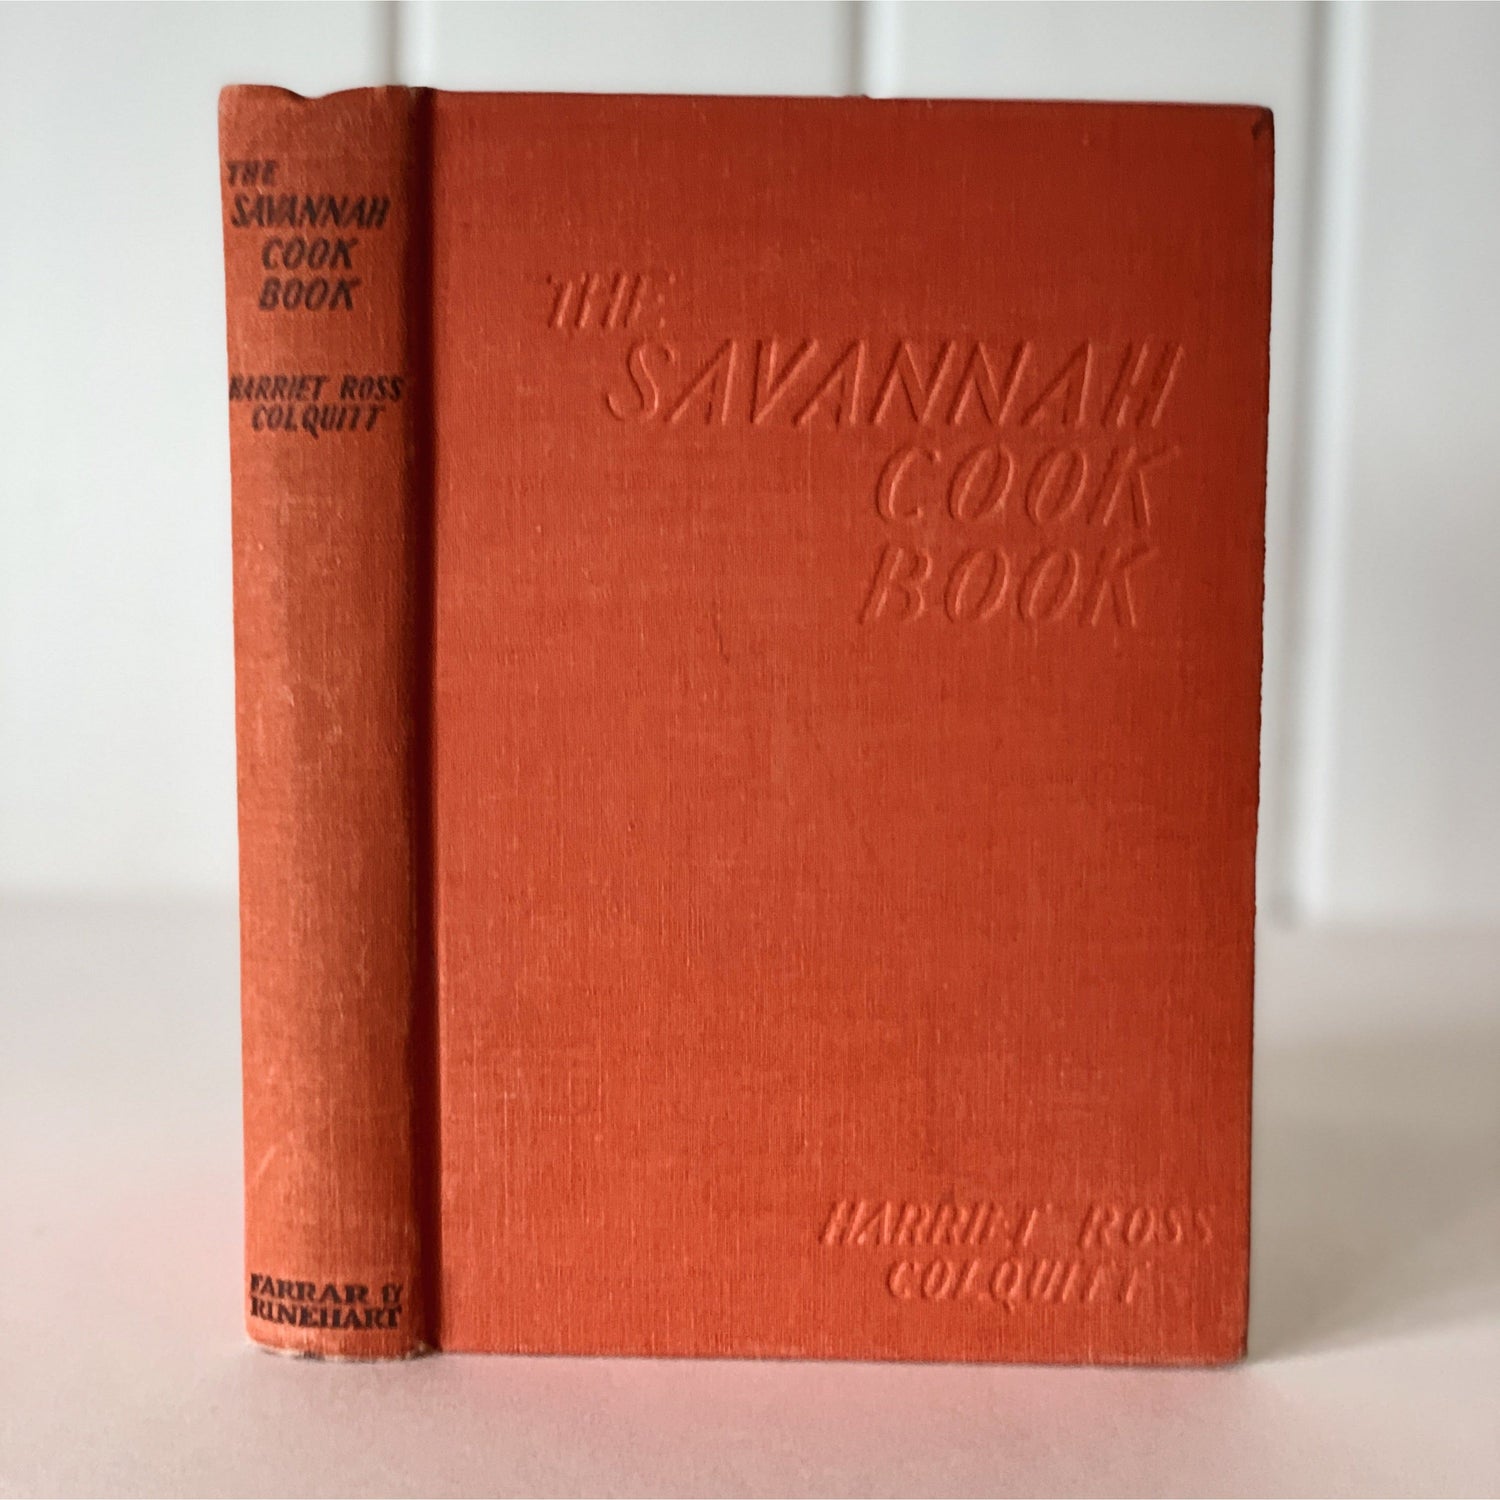 THE
SAVANNAH
COOK
BOOK
HARRIET ROSS
COLQUITT
FARRAR &
RINEHART
THE
SAVANNAH
COOK
BOOK
HARRIET ROSS
COLQUITT